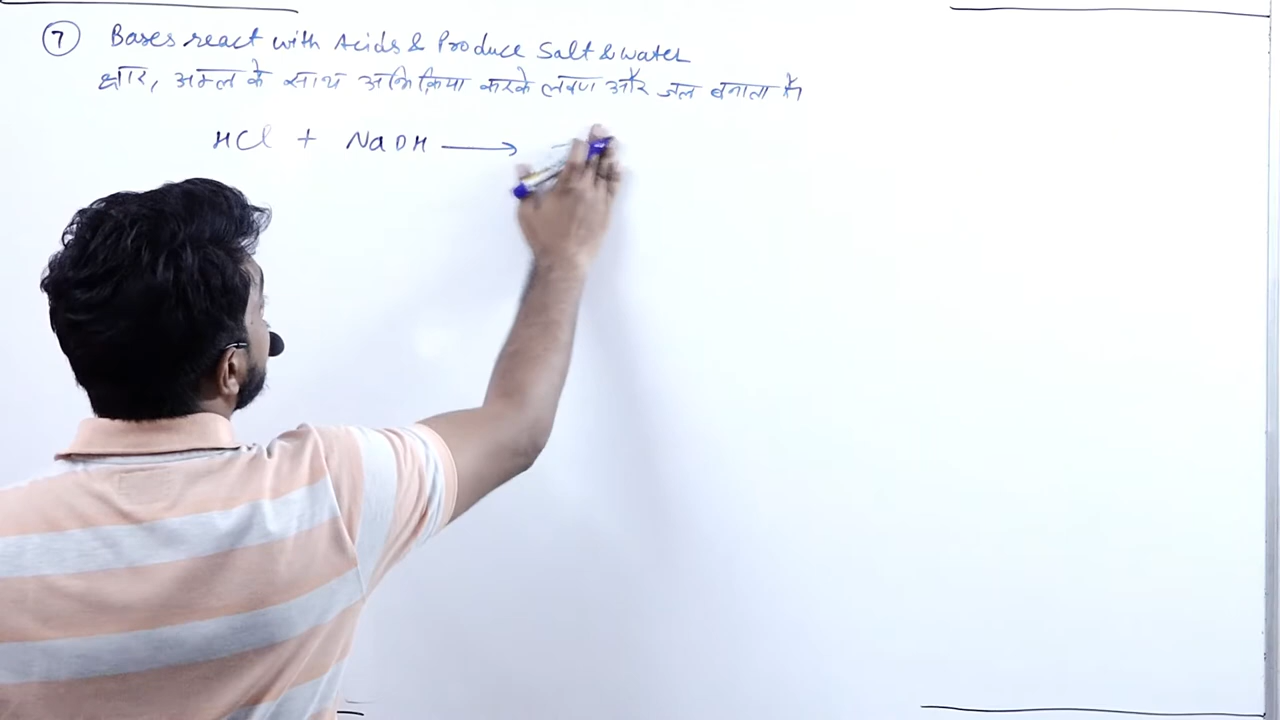 7 Bases react with Acids & Produce Salt & Water
क्षार, अम्ल के साथ अभिक्रिया करके लवण और जल बनाता है।
HCl + NaOH ⟶